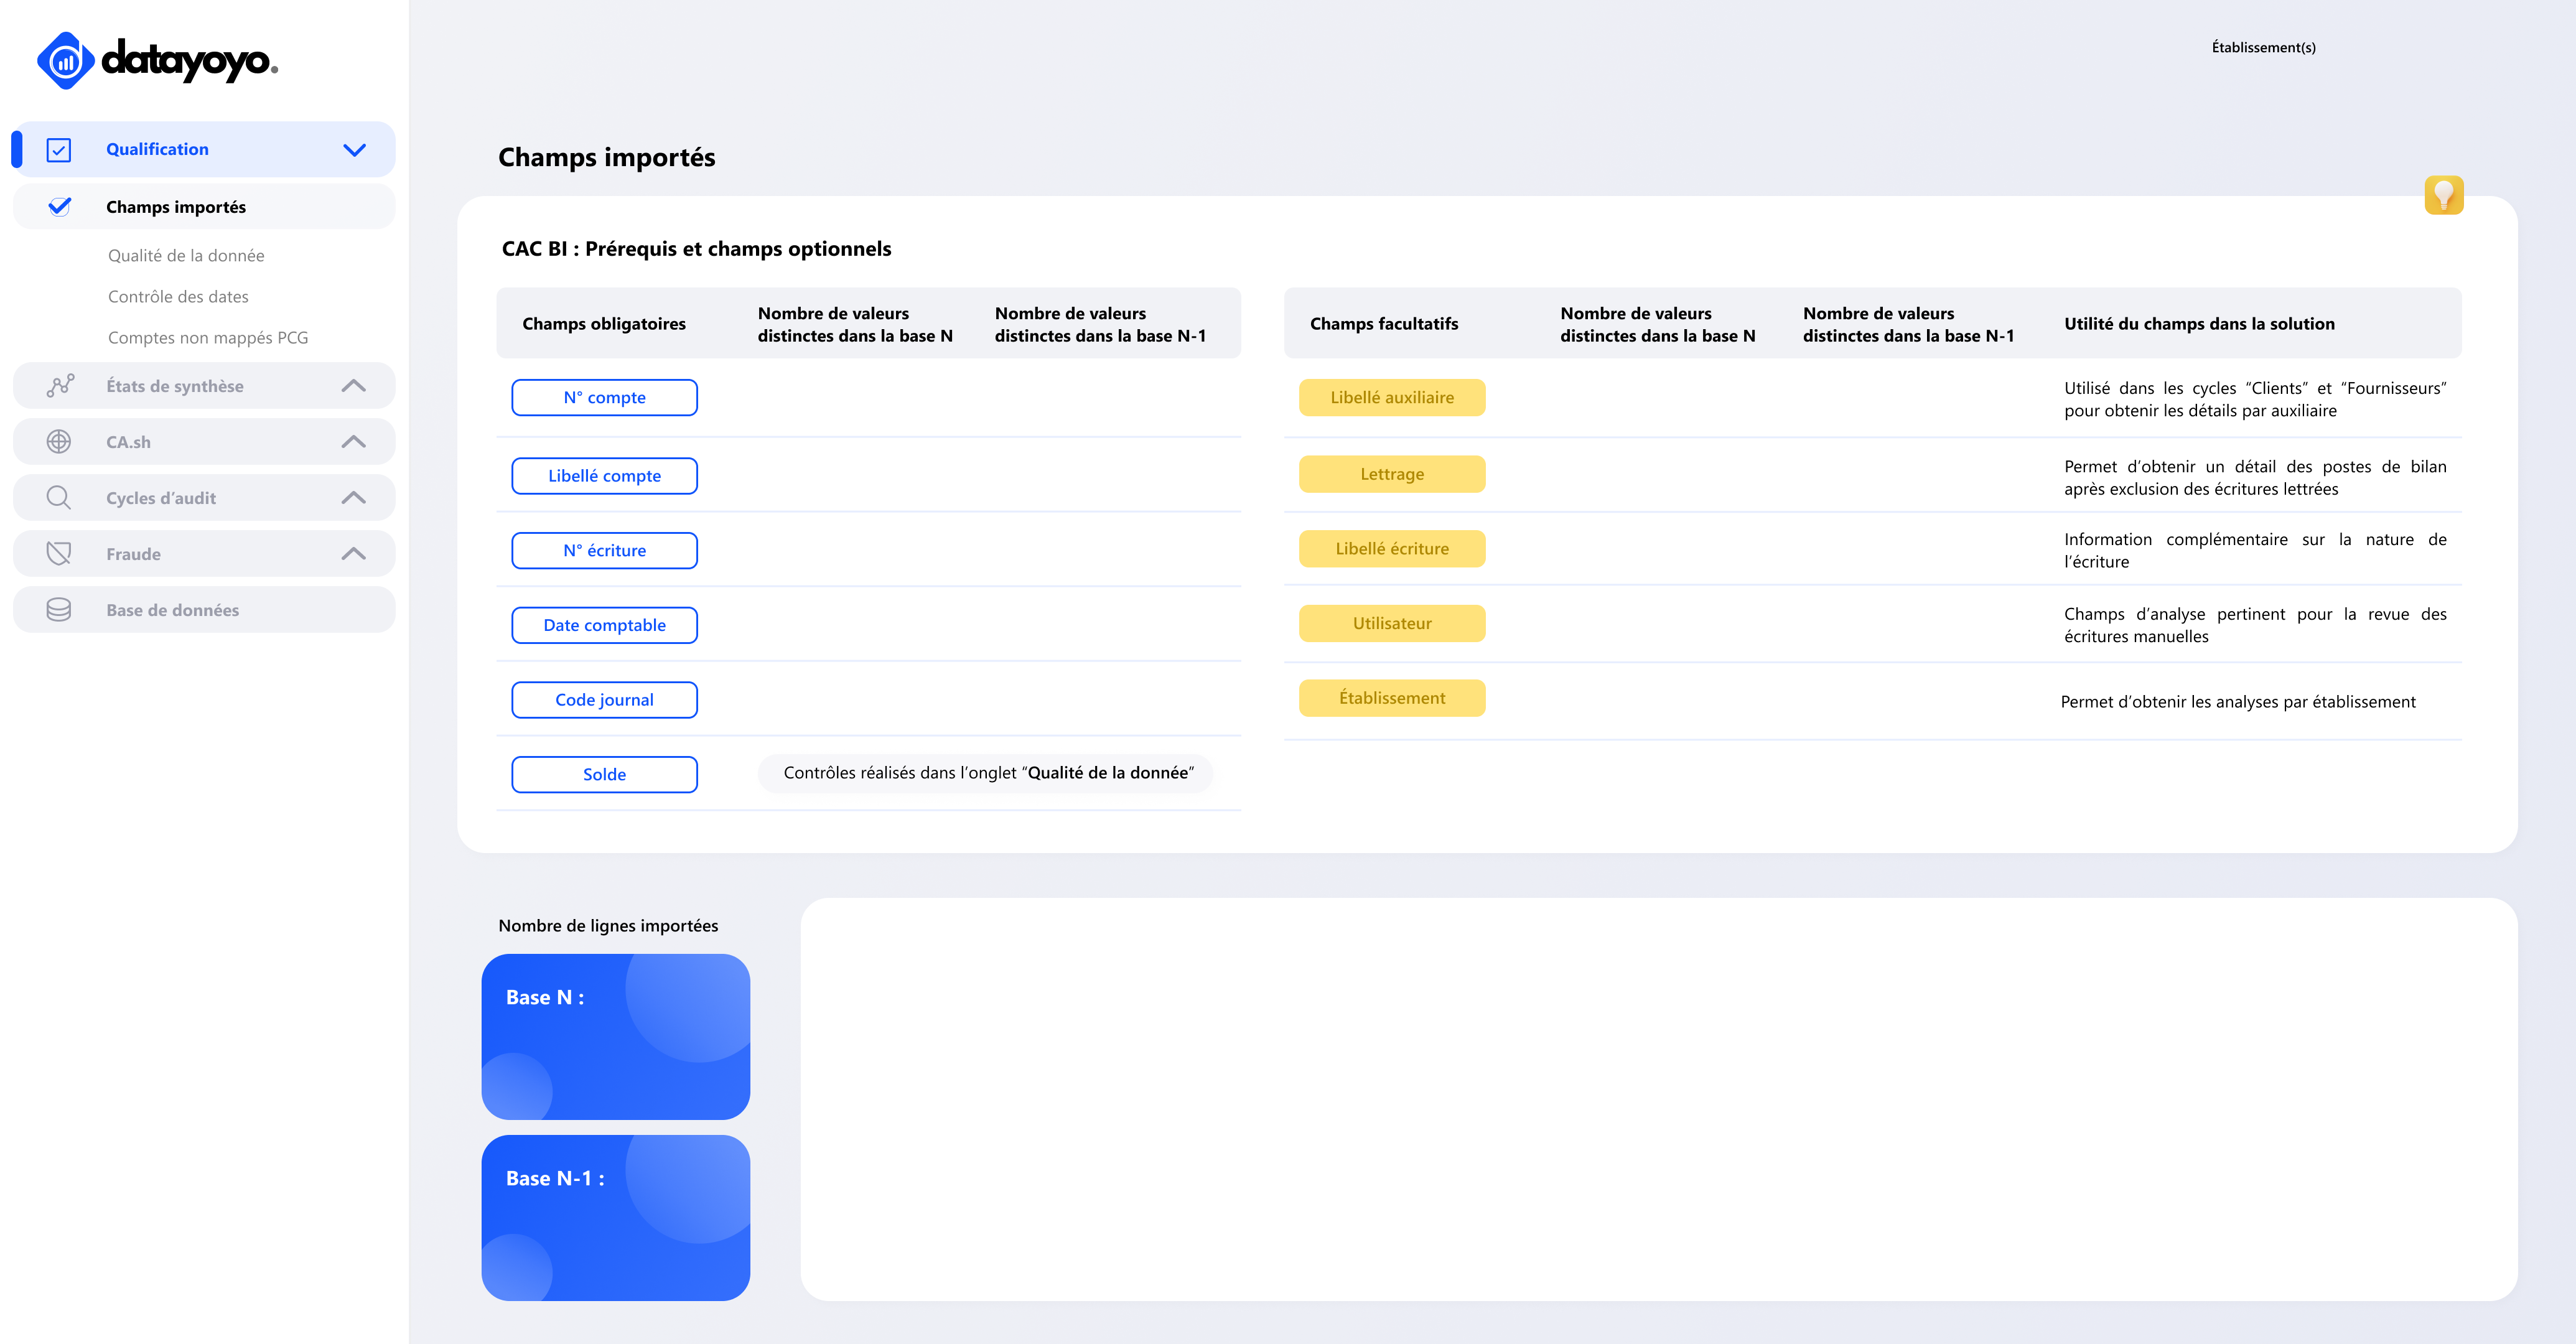 datayoyo.
Établissement(s)
Qualification
Champs importés
Qualité de la donnée
Contrôle des dates
Comptes non mappés PCG
États de synthèse
CA.sh
Cycles d’audit
Fraude
Base de données
Champs importés
CAC BI : Prérequis et champs optionnels
Champs obligatoires
Nombre de valeurs
distinctes dans la base N
Nombre de valeurs
distinctes dans la base N-1
N° compte
Libellé compte
N° écriture
Date comptable
Code journal
Solde
Contrôles réalisés dans l’onglet “Qualité de la donnée”
Champs facultatifs
Nombre de valeurs
distinctes dans la base N
Nombre de valeurs
distinctes dans la base N-1
Utilité du champs dans la solution
Libellé auxiliaire
Utilisé dans les cycles “Clients” et “Fournisseurs”
pour obtenir les détails par auxiliaire
Lettrage
Permet d’obtenir un détail des postes de bilan
après exclusion des écritures lettrées
Libellé écriture
Information complémentaire sur la nature de
l’écriture
Utilisateur
Champs d’analyse pertinent pour la revue des
écritures manuelles
Établissement
Permet d’obtenir les analyses par établissement
Nombre de lignes importées
Base N :
Base N-1 :